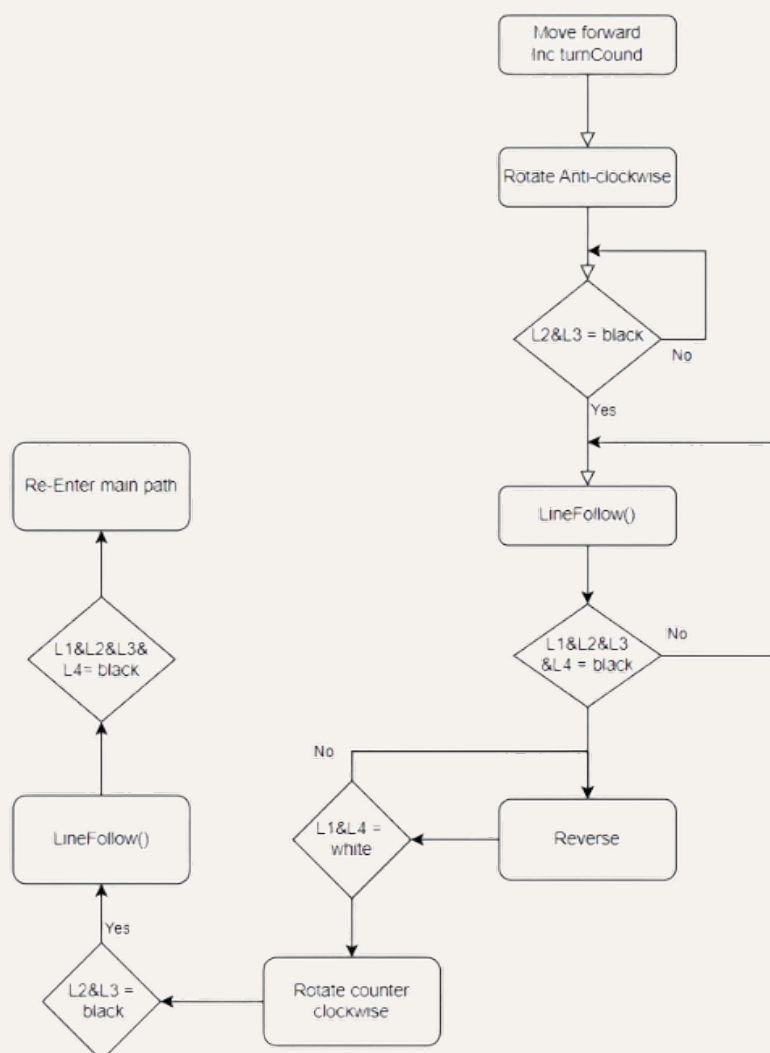 Move forward
Inc turnCound
Rotate Anti-clockwise
L2&L3 = black
No
Yes
LineFollow()
L1&L2&L3
&L4 = black
No
Reverse
No
L1&L4 =
white
Rotate counter
clockwise
L2&L3 =
black
Yes
LineFollow()
L1&L2&L3&
L4= black
Re-Enter main path